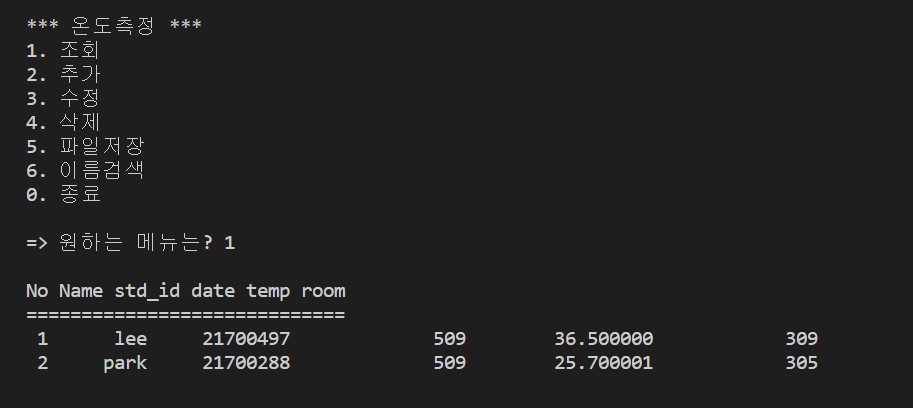 *** 온도측정 ***
1. 조회
2. 추가
3. 수정
4. 삭제
5. 파일저장
6. 이름검색
0. 종료
=> 원하는 메뉴는? 1
No Name std_id date temp room
=============================
1 lee 21700497 509 36.500000 309
2 park 21700288 509 25.700001 305